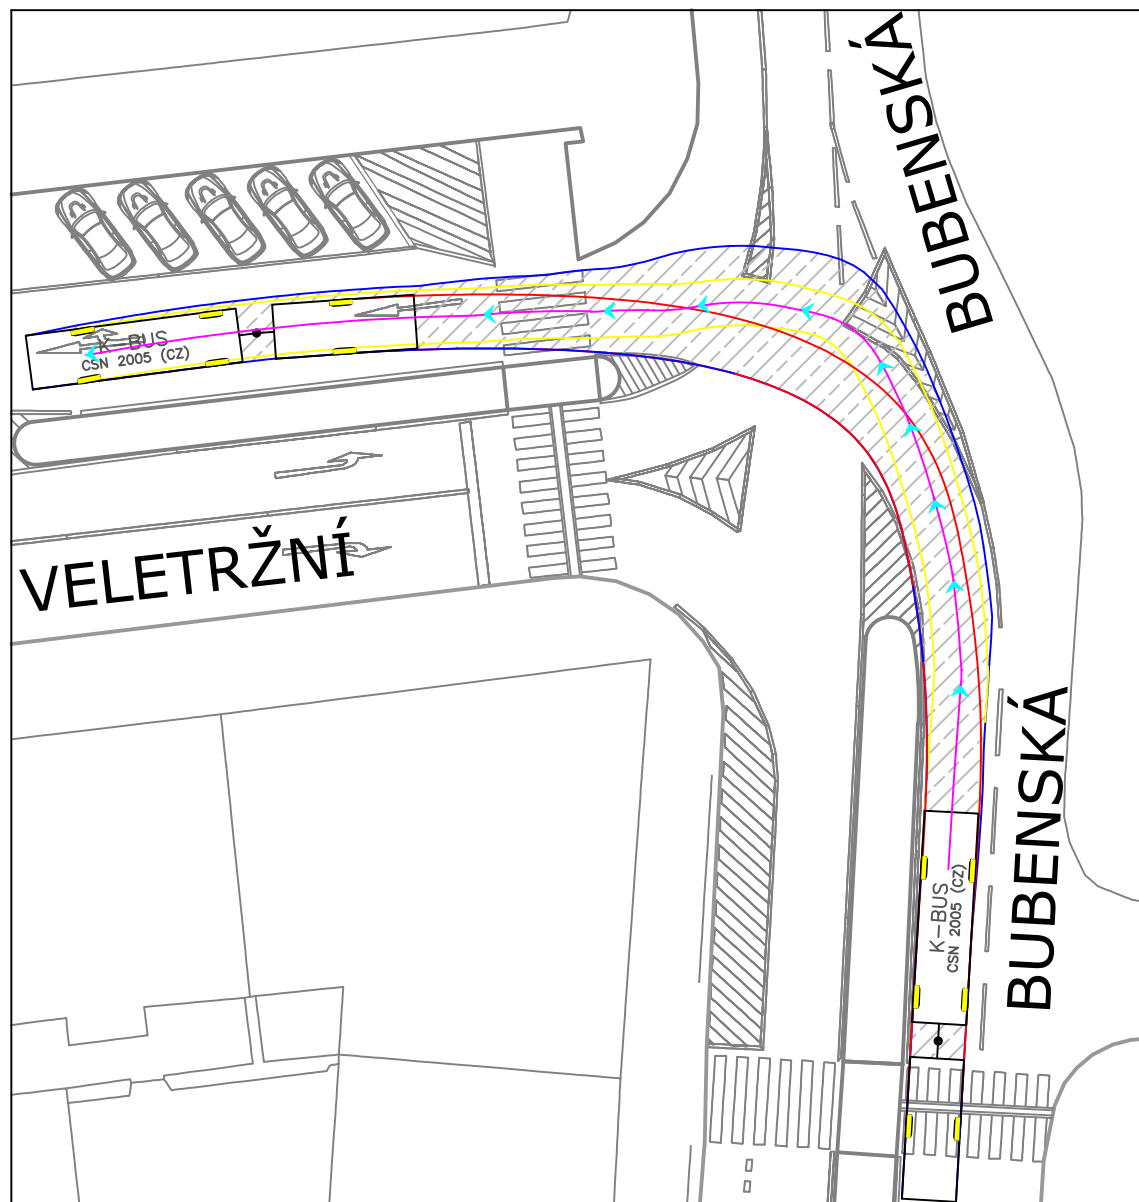 BUBENSKÁ
K-BUS
CSN 2005 (CZ)
VELETRŽNÍ
BUBENSKÁ
K-BUS
CSN 2005 (CZ)